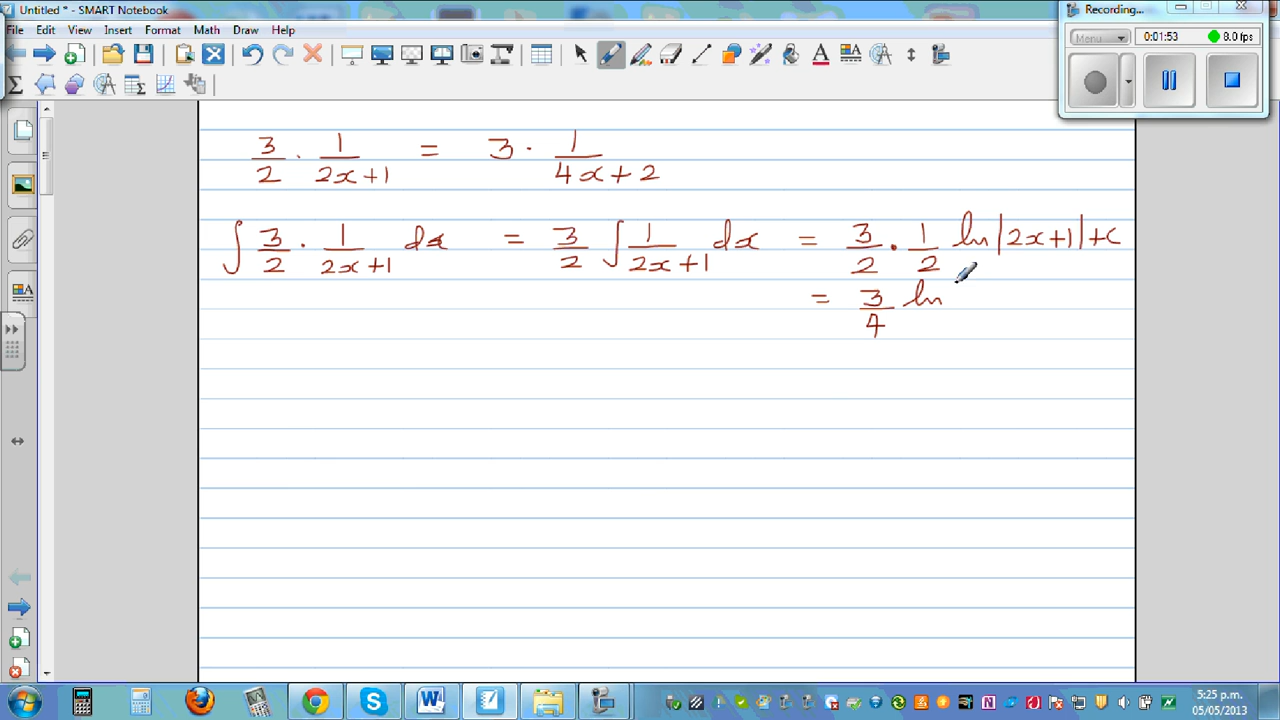 Untitled * - SMART Notebook
Recording...
File Edit View Insert Format Math Draw Help
Menu 0:01:53 8.0 fps
3/2 · 1/(2x+1) = 3 · 1/(4x+2)
∫ 3/2 · 1/(2x+1) dx = 3/2 ∫ 1/(2x+1) dx = 3/2 · 1/2 ln|2x+1|+c
= 3/4 ln
5:25 p.m.
05/05/2013